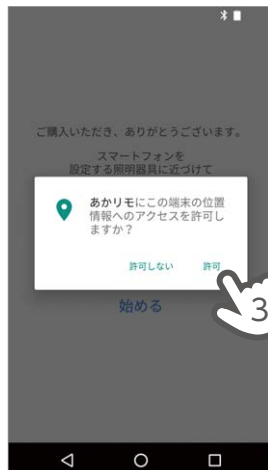 ご購入いただき、ありがとうございます。
スマートフォンを
設定する照明器具に近づけて
あかリモにこの端末の位置
情報へのアクセスを許可し
ますか？
許可しない 許可
3
始める